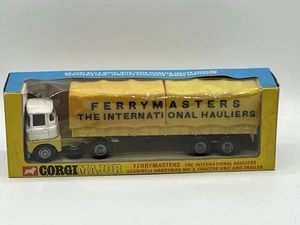 FERRYMASTERS
THE INTERNATIONAL HAULIERS
CORGI MAJOR
FERRYMASTERS - THE INTERNATIONAL HAULIERS
SCAMMELL HANDYMAN MK.3, TRACTOR UNIT AND TRAILER